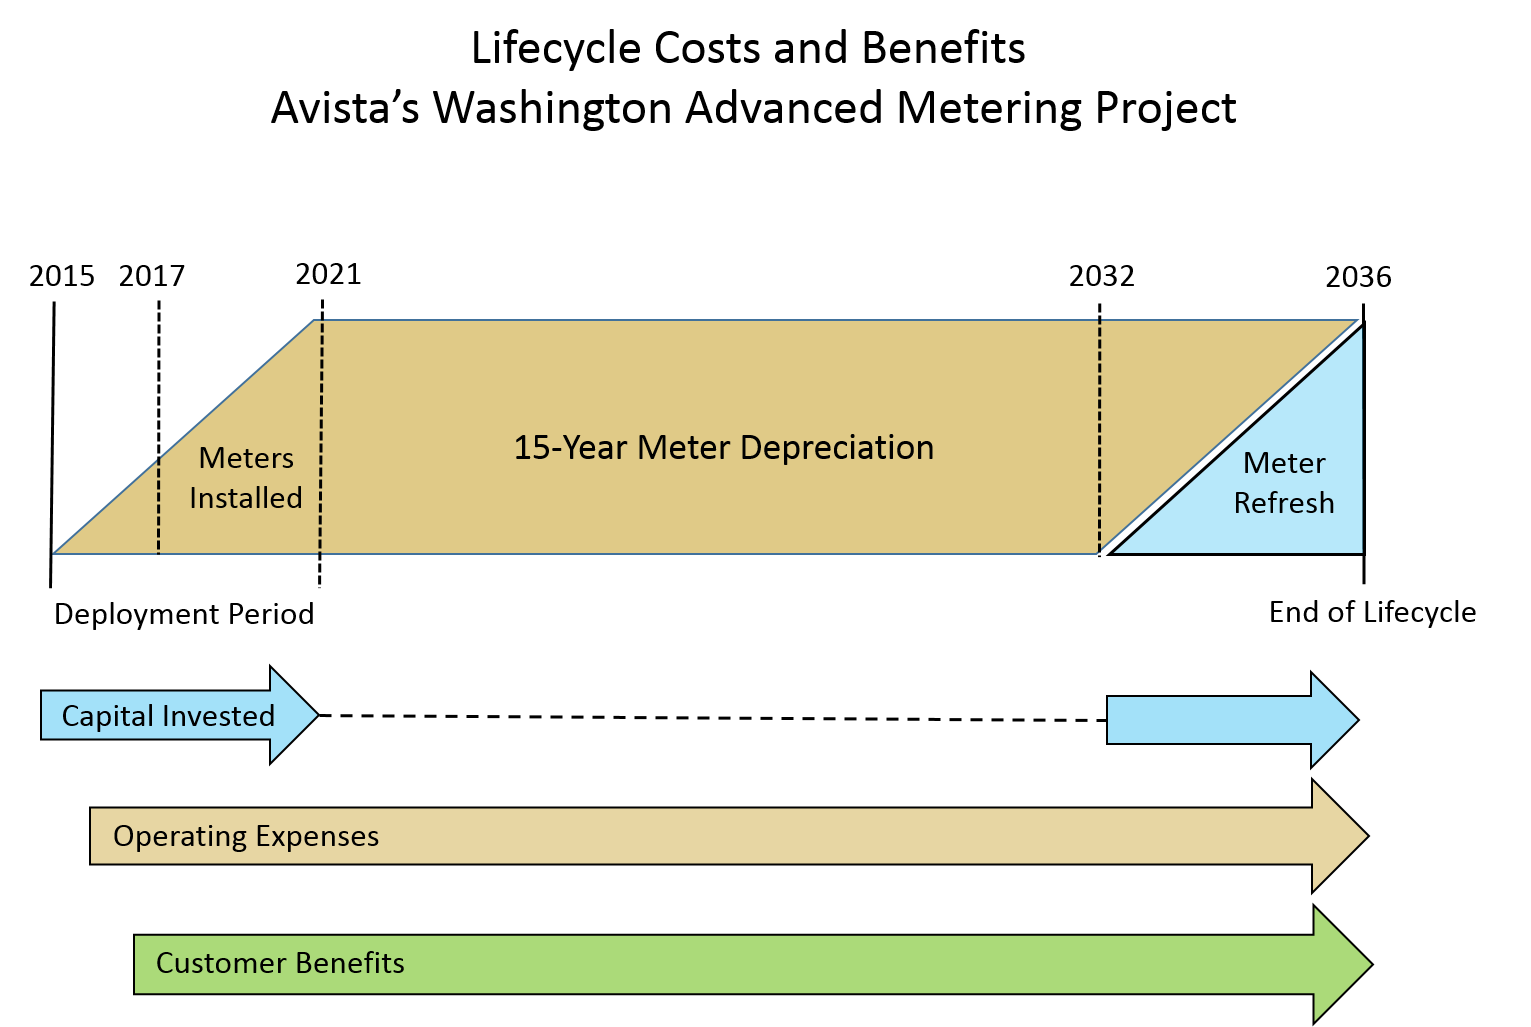 Lifecycle Costs and Benefits
Avista’s Washington Advanced Metering Project
2015
2017
2021
2032
2036
Meters
Installed
15-Year Meter Depreciation
Meter
Refresh
Deployment Period
End of Lifecycle
Capital Invested
Operating Expenses
Customer Benefits